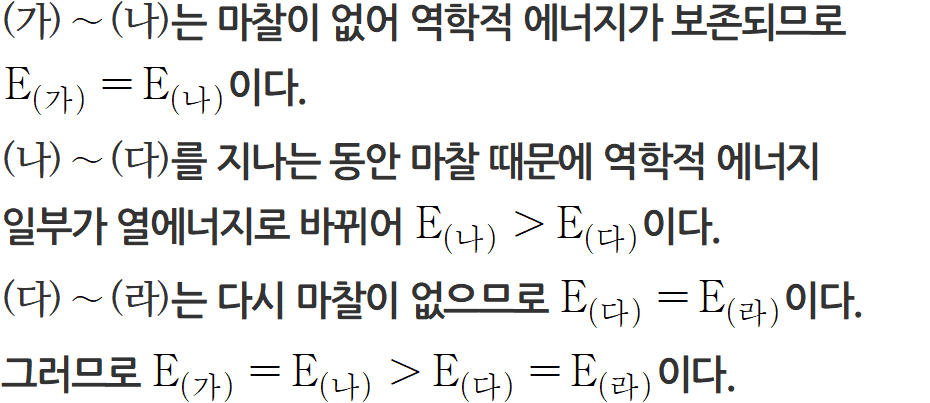 (가) ~ (나)는 마찰이 없어 역학적 에너지가 보존되므로
E(가) = E(나)이다.
(나) ~ (다)를 지나는 동안 마찰 때문에 역학적 에너지
일부가 열에너지로 바뀌어 E(나) > E(다)이다.
(다) ~ (라)는 다시 마찰이 없으므로 E(다) = E(라)이다.
그러므로 E(가) = E(나) > E(다) = E(라)이다.